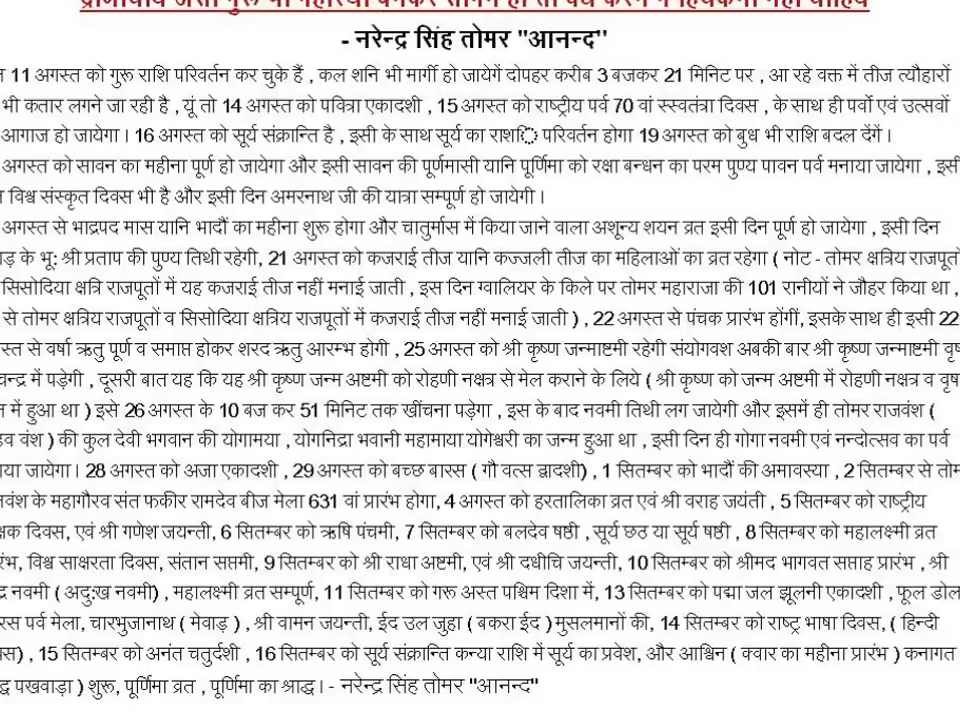 द्रोणाचार्य जैसा गुरू भी महारथी बनकर सामने हो तो वध करने में हिचकना नहीं चाहिये
- नरेन्द्र सिंह तोमर "आनन्द"
11 अगस्त को गुरू राशि परिवर्तन कर चुके हैं , कल शनि भी मार्गी हो जायेगें दोपहर करीब 3 बजकर 21 मिनिट पर , आ रहे वक्त में तीज त्यौहारों
भी कतार लगने जा रही है , यूं तो 14 अगस्त को पवित्रा एकादशी , 15 अगस्त को राष्ट्रीय पर्व 70 वां स्स्वतंत्रा दिवस , के साथ ही पर्वो एवं उत्सवों
आगाज हो जायेगा । 16 अगस्त को सूर्य संक्रान्ति है , इसी के साथ सूर्य का राशि परिवर्तन होगा 19 अगस्त को बुध भी राशि बदल देंगें ।
अगस्त को सावन का महीना पूर्ण हो जायेगा और इसी सावन की पूर्णमासी यानि पूर्णिमा को रक्षा बन्धन का परम पुण्य पावन पर्व मनाया जायेगा , इसी
विश्व संस्कृत दिवस भी है और इसी दिन अमरनाथ जी की यात्रा सम्पूर्ण हो जायेगी ।
अगस्त से भाद्रपद मास यानि भादौं का महीना शुरू होगा और चातुर्मास में किया जाने वाला अशून्य शयन व्रत इसी दिन पूर्ण हो जायेगा , इसी दिन
के भू: श्री प्रताप की पुण्य तिथी रहेगी, 21 अगस्त को कजराई तीज यानि कज्जली तीज का महिलाओं का व्रत रहेगा ( नोट - तोमर क्षत्रिय राजपूतों
सिसोदिया क्षत्रि राजपूतों में यह कजराई तीज नहीं मनाई जाती , इस दिन ग्वालियर के किले पर तोमर महाराजा की 101 रानीयों ने जौहर किया था ,
से तोमर क्षत्रिय राजपूतों व सिसोदिया क्षत्रिय राजपूतों में कजराई तीज नहीं मनाई जाती ) , 22 अगस्त से पंचक प्रारंभ होंगीं, इसके साथ ही इसी 22
स्त से वर्षा ऋतु पूर्ण व समाप्त होकर शरद ऋतु आरम्भ होगी , 25 अगस्त को श्री कृष्ण जन्माष्टमी रहेगी संयोगवश अबकी बार श्री कृष्ण जन्माष्टमी वृष
चन्द्र में पड़ेगी , दूसरी बात यह कि यह श्री कृष्ण जन्म अष्टमी को रोहणी नक्षत्र से मेल कराने के लिये ( श्री कृष्ण को जन्म अष्टमी में रोहणी नक्षत्र व वृष
में हुआ था ) इसे 26 अगस्त के 10 बज कर 51 मिनिट तक खींचना पड़ेगा , इस के बाद नवमी तिथी लग जायेगी और इसमें ही तोमर राजवंश (
वंश ) की कुल देवी भगवान की योगामया , योगनिद्रा भवानी महामाया योगेश्वरी का जन्म हुआ था , इसी दिन ही गोगा नवमी एवं नन्दोत्सव का पर्व
या जायेगा । 28 अगस्त को अजा एकादशी , 29 अगस्त को बच्छ बारस ( गौ वत्स द्वादशी) , 1 सितम्बर को भादौं की अमावस्या , 2 सितम्बर से तोम
वंश के महागौरव संत फकीर रामदेव बीज मेला 631 वां प्रारंभ होगा, 4 अगस्त को हरतालिका व्रत एवं श्री वराह जयंती , 5 सितम्बर को राष्ट्रीय
क्षक दिवस, एवं श्री गणेश जयन्ती, 6 सितम्बर को ऋषि पंचमी, 7 सितम्बर को बलदेव षष्ठी , सूर्य छठ या सूर्य षष्ठी , 8 सितम्बर को महालक्ष्मी व्रत
रंभ, विश्व साक्षरता दिवस, संतान सप्तमी, 9 सितम्बर को श्री राधा अष्टमी, एवं श्री दधीचि जयन्ती, 10 सितम्बर को श्रीमद भागवत सप्ताह प्रारंभ , श्री
नवमी ( अदु:ख नवमी) , महालक्ष्मी व्रत सम्पूर्ण, 11 सितम्बर को गरू अस्त पश्चिम दिशा में, 13 सितम्बर को पद्मा जल झूलनी एकादशी , फूल डोल
रस पर्व मेला, चारभुजानाथ ( मेवाड़ ) , श्री वामन जयन्ती, ईद उल जुहा ( बकरा ईद ) मुसलमानों की, 14 सितम्बर को राष्ट्र भाषा दिवस, ( हिन्दी
स) , 15 सितम्बर को अनंत चतुर्दशी , 16 सितम्बर को सूर्य संक्रांति कन्या राशि में सूर्य का प्रवेश, और आश्विन ( क्वार का महीना प्रारंभ ) कनागत
पखवाड़ा ) शुरू, पूर्णिमा व्रत , पूर्णिमा का श्राद्ध । - नरेन्द्र सिंह तोमर "आनन्द"